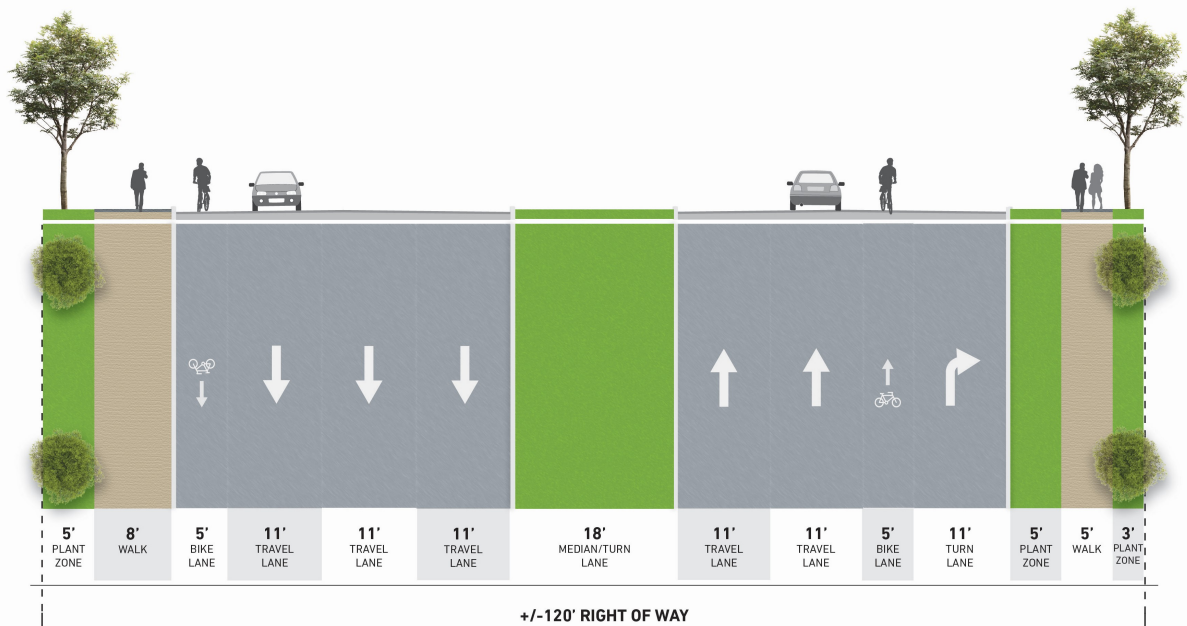 5’
PLANT
ZONE
8’
WALK
5’
BIKE
LANE
11’
TRAVEL
LANE
11’
TRAVEL
LANE
11’
TRAVEL
LANE
18’
MEDIAN/TURN
LANE
11’
TRAVEL
LANE
11’
TRAVEL
LANE
5’
BIKE
LANE
11’
TURN
LANE
5’
PLANT
ZONE
5’
WALK
3’
PLANT
ZONE
+/-120’ RIGHT OF WAY